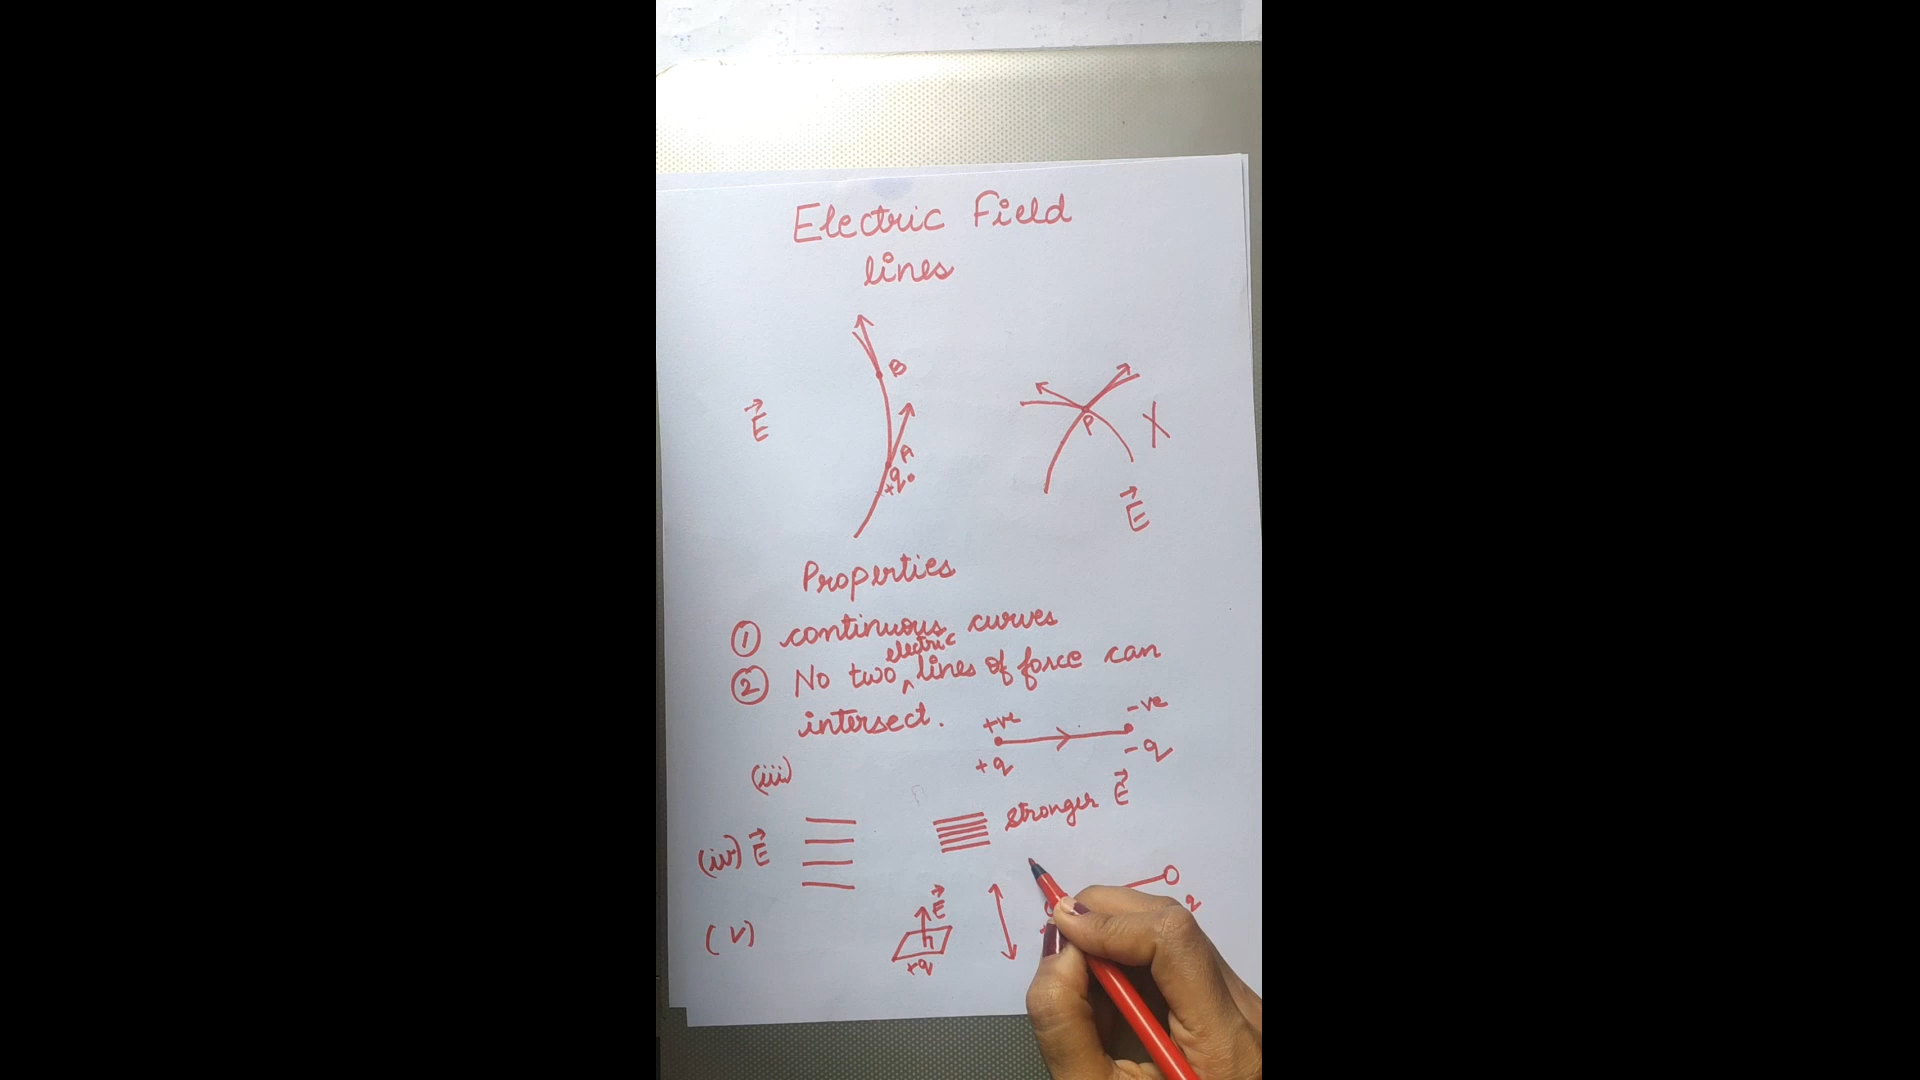 Electric Field
lines
B
E
A
+q°
P
X
E
Properties
① continuous curves
② No two electric lines of force can
intersect.
+ve
-ve
+q
-q
(iii)
(iv) E
stronger E
(v)
E
+q
q